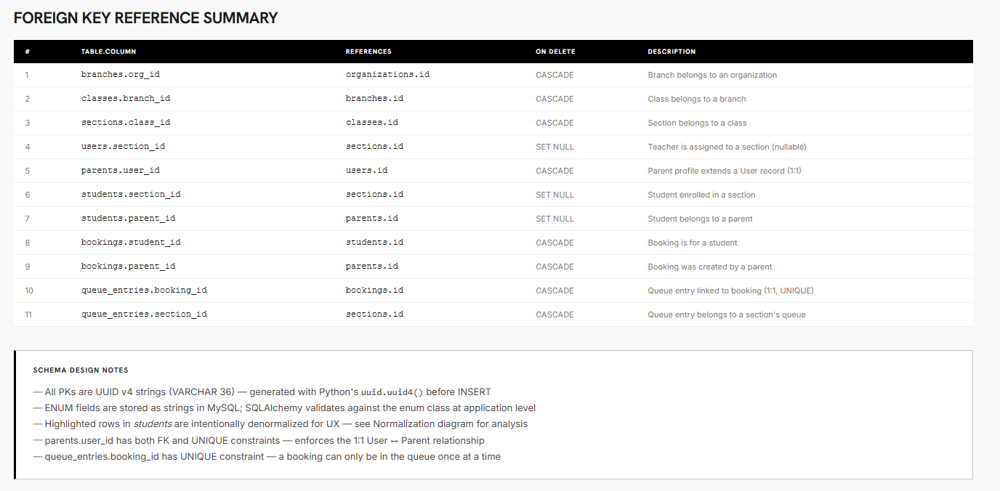 FOREIGN KEY REFERENCE SUMMARY
# TABLE.COLUMN REFERENCES ON DELETE DESCRIPTION
1 branches.org_id organizations.id CASCADE Branch belongs to an organization
2 classes.branch_id branches.id CASCADE Class belongs to a branch
3 sections.class_id classes.id CASCADE Section belongs to a class
4 users.section_id sections.id SET NULL Teacher is assigned to a section (nullable)
5 parents.user_id users.id CASCADE Parent profile extends a User record (1:1)
6 students.section_id sections.id SET NULL Student enrolled in a section
7 students.parent_id parents.id SET NULL Student belongs to a parent
8 bookings.student_id students.id CASCADE Booking is for a student
9 bookings.parent_id parents.id CASCADE Booking was created by a parent
10 queue_entries.booking_id bookings.id CASCADE Queue entry linked to booking (1:1, UNIQUE)
11 queue_entries.section_id sections.id CASCADE Queue entry belongs to a section's queue
SCHEMA DESIGN NOTES
— All PKs are UUID v4 strings (VARCHAR 36) — generated with Python's uuid.uuid4() before INSERT
— ENUM fields are stored as strings in MySQL; SQLAlchemy validates against the enum class at application level
— Highlighted rows in students are intentionally denormalized for UX — see Normalization diagram for analysis
— parents.user_id has both FK and UNIQUE constraints — enforces the 1:1 User ↔ Parent relationship
— queue_entries.booking_id has UNIQUE constraint — a booking can only be in the queue once at a time